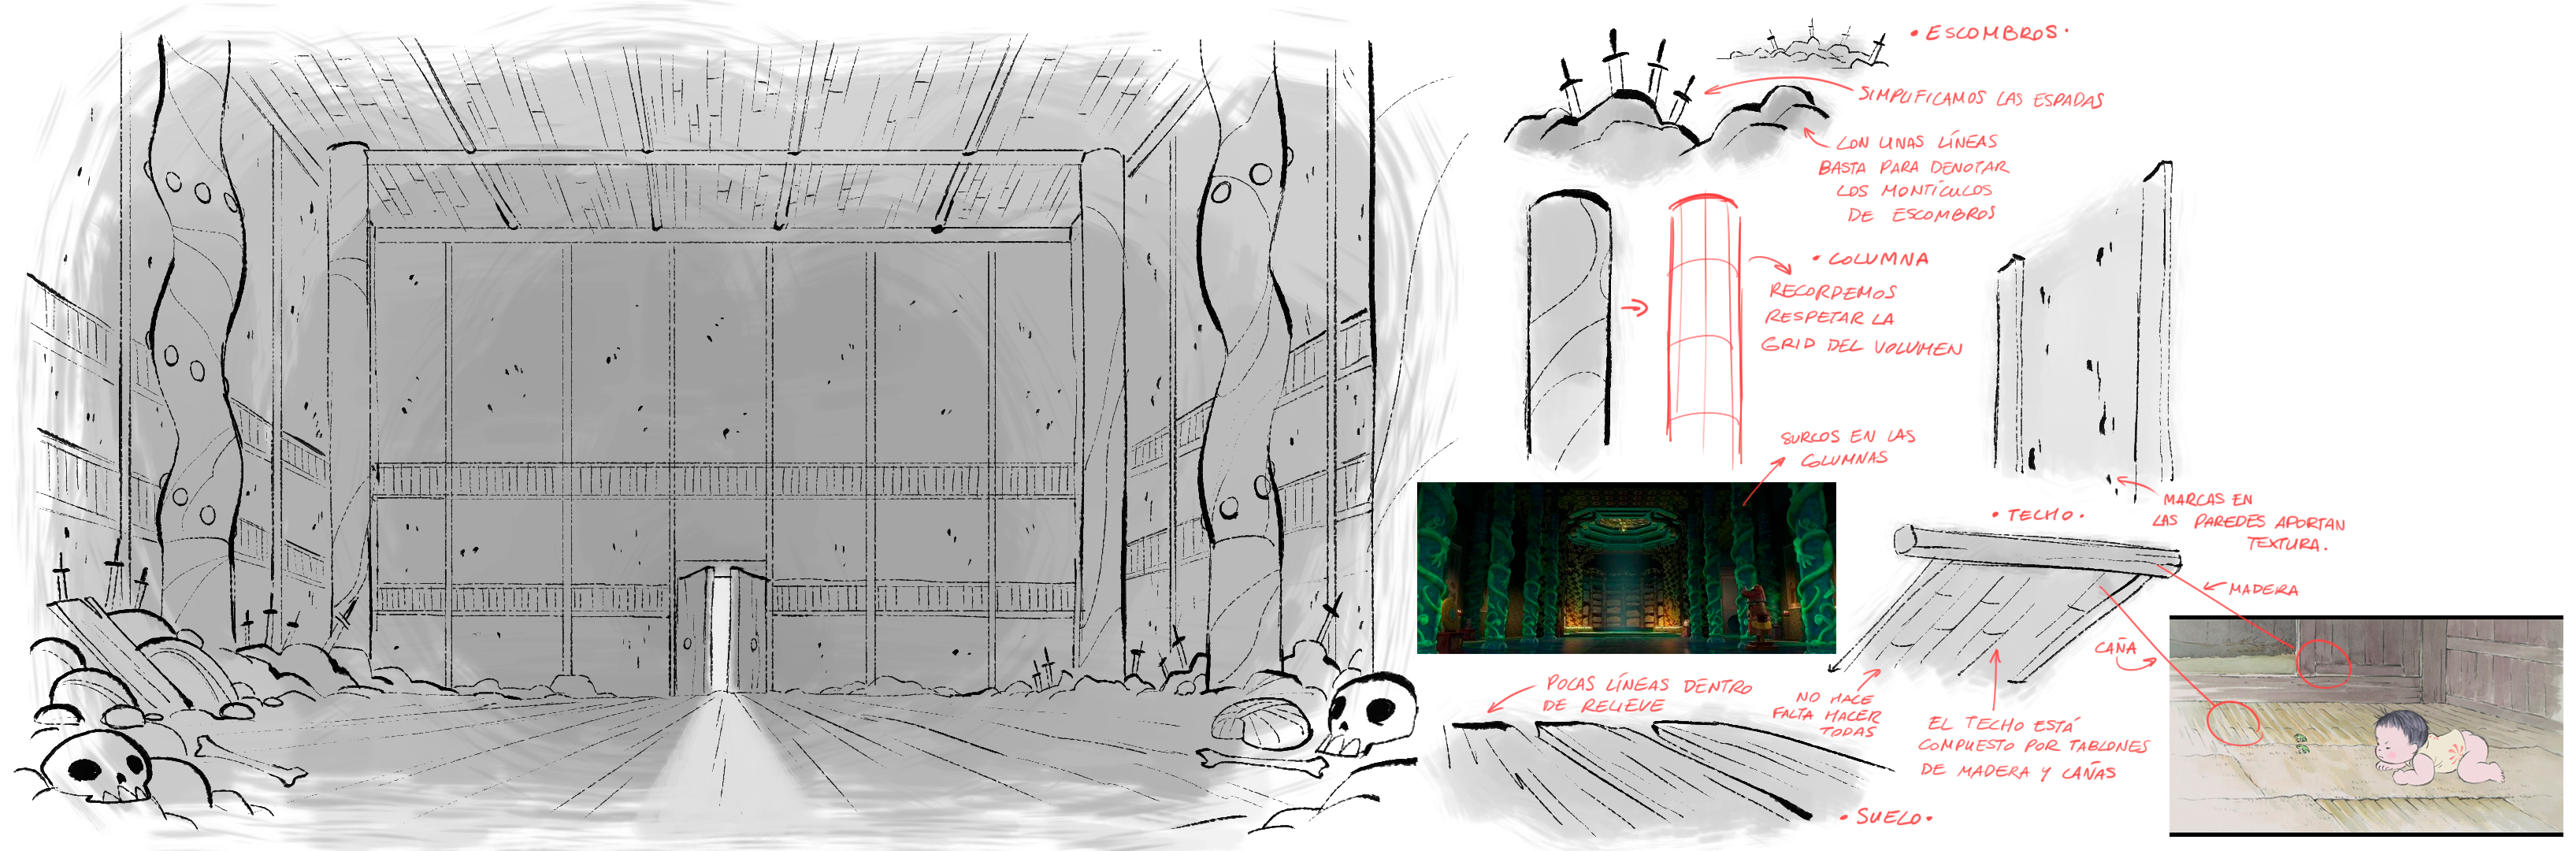 • ESCOMBROS •
SIMPLIFICAMOS LAS ESPADAS
CON UNAS LÍNEAS
BASTA PARA DENOTAR
LOS MONTÍCULOS
DE ESCOMBROS
• COLUMNA
RECORDEMOS
RESPETAR LA
GRID DEL VOLUMEN
SURCOS EN LAS
COLUMNAS
MARCAS EN
LAS PAREDES APORTAN
TEXTURA.
• TECHO •
MADERA
CAÑA
NO HACE
FALTA HACER
TODAS
EL TECHO ESTÁ
COMPUESTO POR TABLONES
DE MADERA Y CAÑAS
POCAS LÍNEAS DENTRO
DE RELIEVE
• SUELO •